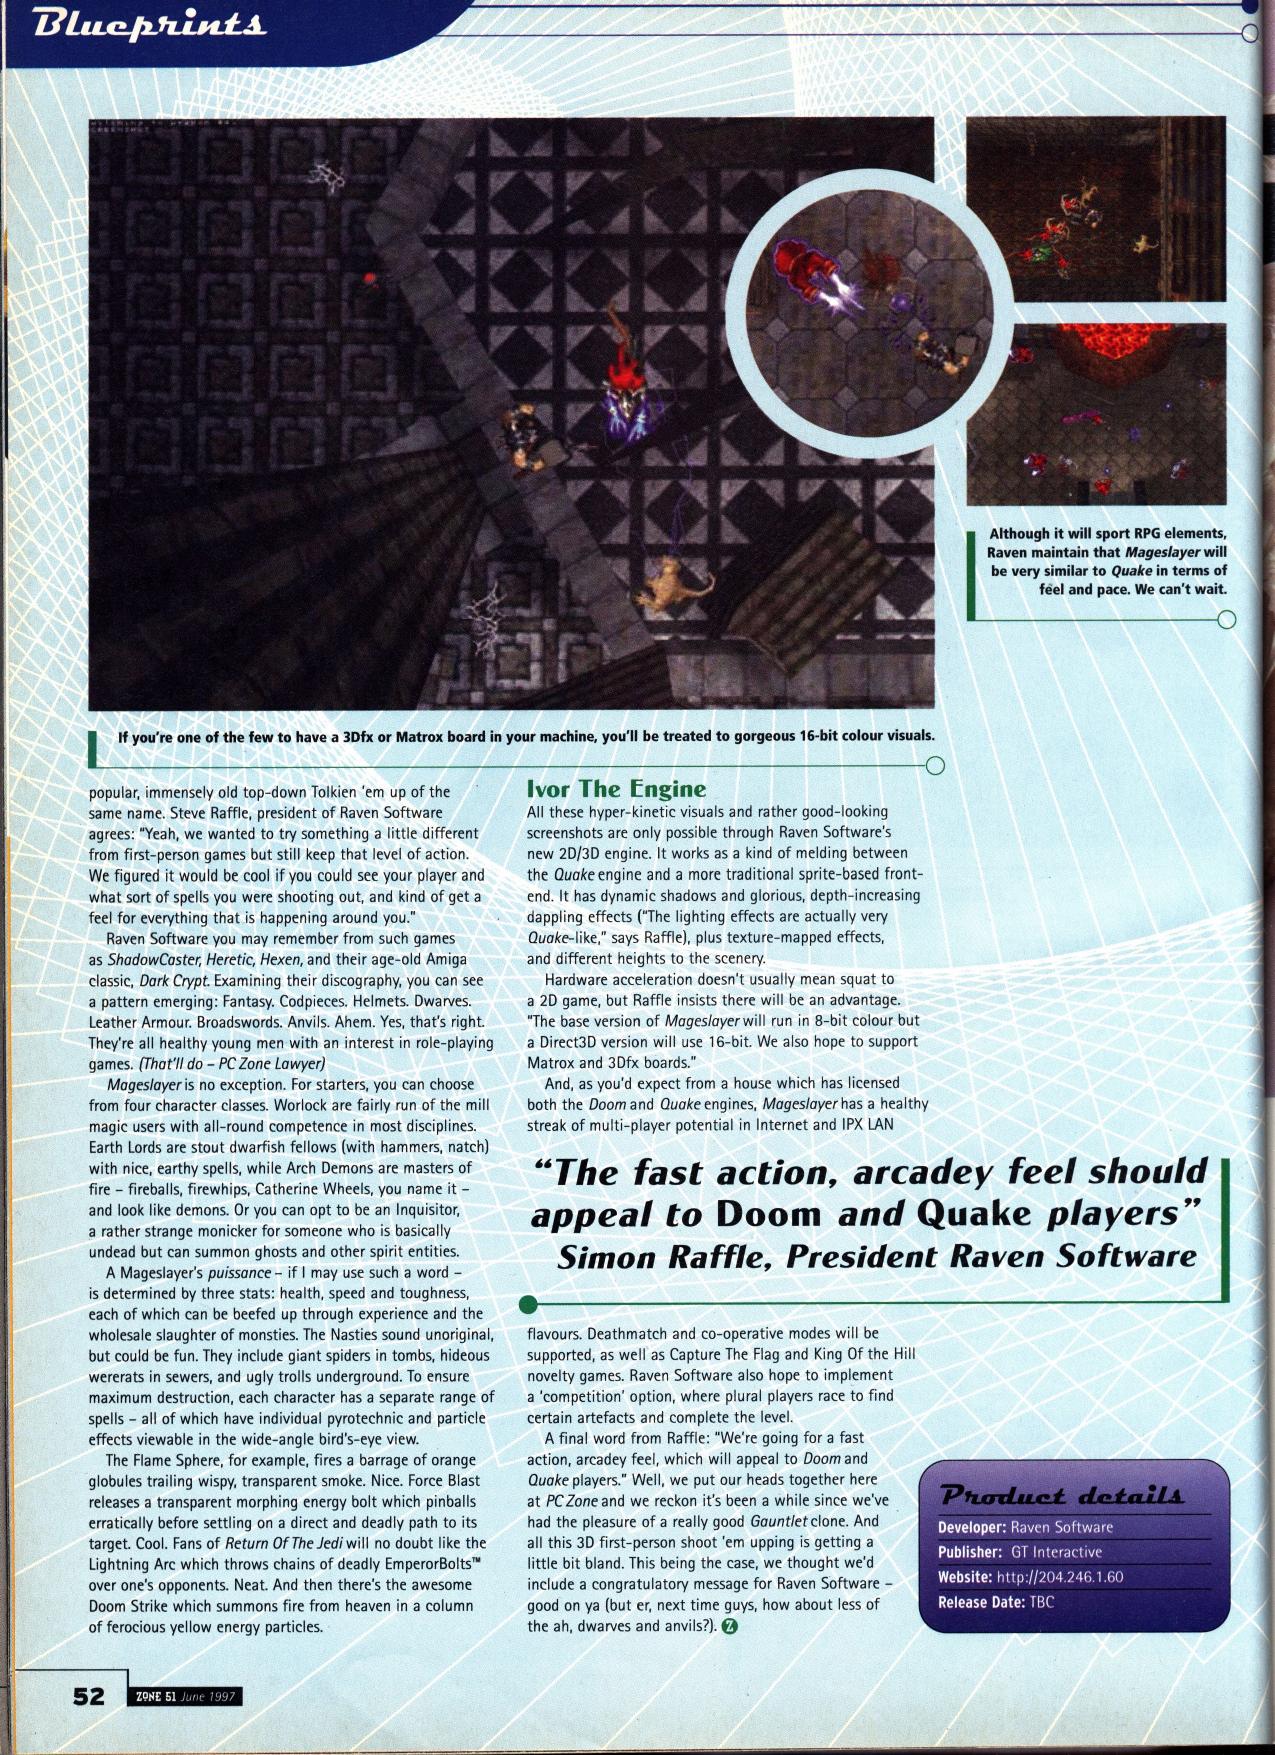 Blueprints
Although it will sport RPG elements,
Raven maintain that Mageslayer will
be very similar to Quake in terms of
feel and pace. We can't wait.
If you're one of the few to have a 3Dfx or Matrox board in your machine, you'll be treated to gorgeous 16-bit colour visuals.
popular, immensely old top-down Tolkien 'em up of the
same name. Steve Raffle, president of Raven Software
agrees: "Yeah, we wanted to try something a little different
from first-person games but still keep that level of action.
We figured it would be cool if you could see your player and
what sort of spells you were shooting out, and kind of get a
feel for everything that is happening around you."
Raven Software you may remember from such games
as ShadowCaster, Heretic, Hexen, and their age-old Amiga
classic, Dark Crypt. Examining their discography, you can see
a pattern emerging: Fantasy. Codpieces. Helmets. Dwarves.
Leather Armour. Broadswords. Anvils. Ahem. Yes, that's right.
They're all healthy young men with an interest in role-playing
games. (That'll do – PC Zone Lawyer)
Mageslayer is no exception. For starters, you can choose
from four character classes. Worlock are fairly run of the mill
magic users with all-round competence in most disciplines.
Earth Lords are stout dwarfish fellows (with hammers, natch)
with nice, earthy spells, while Arch Demons are masters of
fire – fireballs, firewhips, Catherine Wheels, you name it –
and look like demons. Or you can opt to be an Inquisitor,
a rather strange monicker for someone who is basically
undead but can summon ghosts and other spirit entities.
A Mageslayer's puissance – if I may use such a word –
is determined by three stats: health, speed and toughness,
each of which can be beefed up through experience and the
wholesale slaughter of monsties. The Nasties sound unoriginal,
but could be fun. They include giant spiders in tombs, hideous
wererats in sewers, and ugly trolls underground. To ensure
maximum destruction, each character has a separate range of
spells – all of which have individual pyrotechnic and particle
effects viewable in the wide-angle bird's-eye view.
The Flame Sphere, for example, fires a barrage of orange
globules trailing wispy, transparent smoke. Nice. Force Blast
releases a transparent morphing energy bolt which pinballs
erratically before settling on a direct and deadly path to its
target. Cool. Fans of Return Of The Jedi will no doubt like the
Lightning Arc which throws chains of deadly EmperorBolts™
over one's opponents. Neat. And then there's the awesome
Doom Strike which summons fire from heaven in a column
of ferocious yellow energy particles.
Ivor The Engine
All these hyper-kinetic visuals and rather good-looking
screenshots are only possible through Raven Software's
new 2D/3D engine. It works as a kind of melding between
the Quake engine and a more traditional sprite-based front-
end. It has dynamic shadows and glorious, depth-increasing
dappling effects ("The lighting effects are actually very
Quake-like," says Raffle), plus texture-mapped effects,
and different heights to the scenery.
Hardware acceleration doesn't usually mean squat to
a 2D game, but Raffle insists there will be an advantage.
"The base version of Mageslayer will run in 8-bit colour but
a Direct3D version will use 16-bit. We also hope to support
Matrox and 3Dfx boards."
And, as you'd expect from a house which has licensed
both the Doom and Quake engines, Mageslayer has a healthy
streak of multi-player potential in Internet and IPX LAN
"The fast action, arcadey feel should
appeal to Doom and Quake players"
Simon Raffle, President Raven Software
flavours. Deathmatch and co-operative modes will be
supported, as well as Capture The Flag and King Of the Hill
novelty games. Raven Software also hope to implement
a 'competition' option, where plural players race to find
certain artefacts and complete the level.
A final word from Raffle: "We're going for a fast
action, arcadey feel, which will appeal to Doom and
Quake players." Well, we put our heads together here
at PC Zone and we reckon it's been a while since we've
had the pleasure of a really good Gauntlet clone. And
all this 3D first-person shoot 'em upping is getting a
little bit bland. This being the case, we thought we'd
include a congratulatory message for Raven Software –
good on ya (but er, next time guys, how about less of
the ah, dwarves and anvils?). Z
Product details
Developer: Raven Software
Publisher: GT Interactive
Website: http://204.246.1.60
Release Date: TBC
52 ZONE 51 June 1997